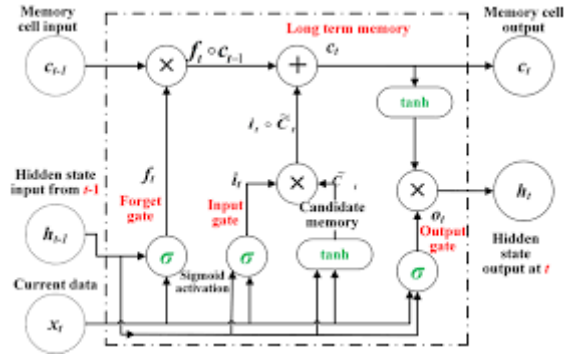 Memory cell input
Long term memory
Memory cell output
c_{t-1}
×
f_t ∘ c_{t-1}
+
c_t
c_t
tanh
i_t ∘ C̃_t
Hidden state input from t-1
f_t
Forget gate
i_t
Input gate
×
C̃_t
×
h_t
h_{t-1}
Candidate memory
o_t
Output gate
Hidden state output at t
σ
σ
tanh
σ
Sigmoid activation
Current data
x_t